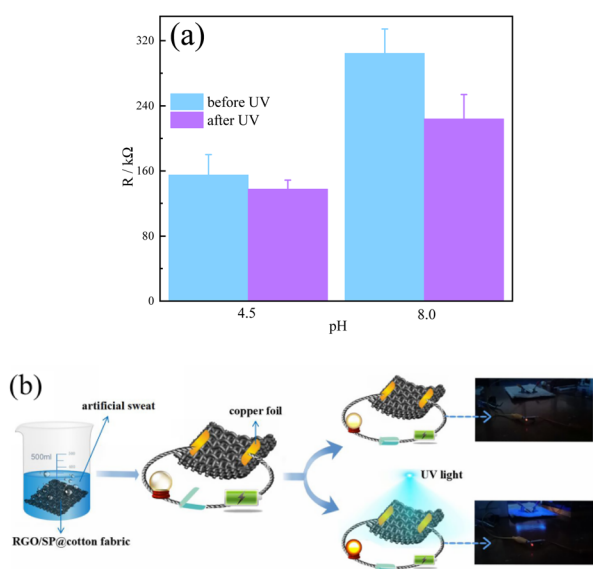 (a)
320
240
160
80
0
R / kΩ
before UV
after UV
4.5
8.0
pH
(b)
artificial sweat
500ml
RGO/SP@cotton fabric
copper foil
UV light